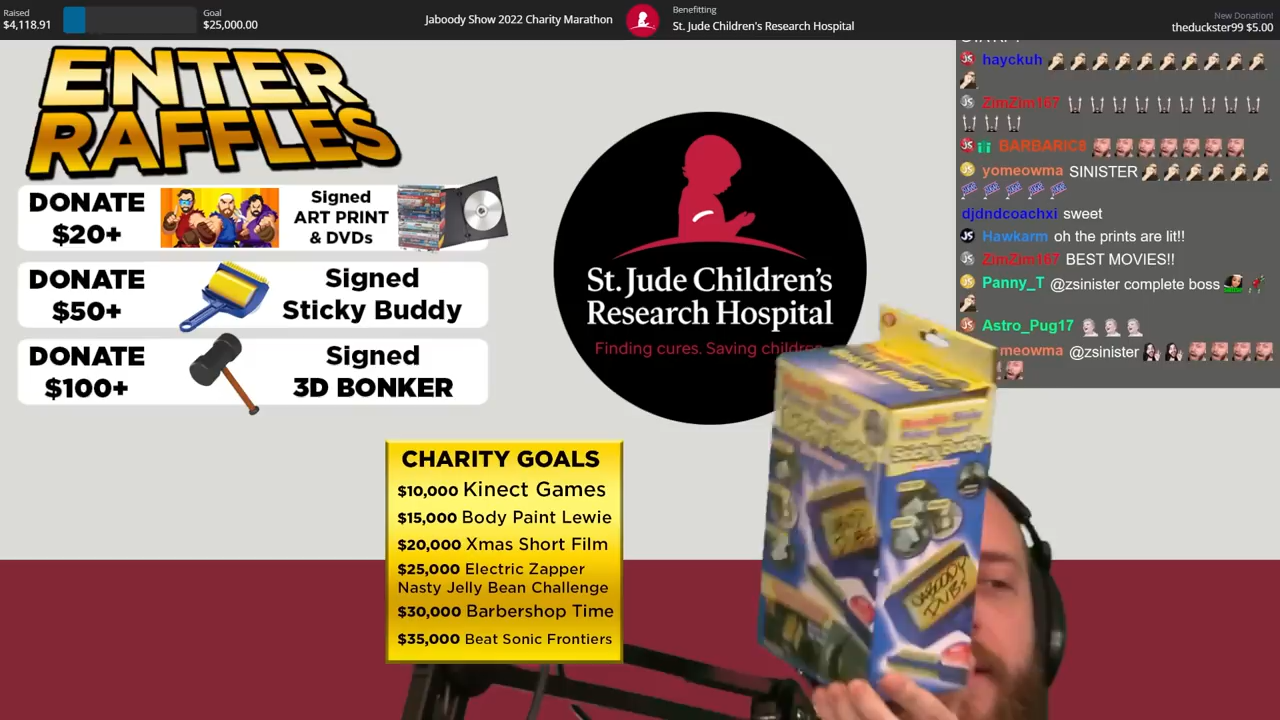 Raised
$4,118.91
Goal
$25,000.00
Jaboody Show 2022 Charity Marathon
Benefitting
St. Jude Children's Research Hospital
New Donation!
theduckster99 $5.00
ENTER
RAFFLES
DONATE
$20+
Signed
ART PRINT
& DVDs
DONATE
$50+
Signed
Sticky Buddy
DONATE
$100+
Signed
3D BONKER
St. Jude Children's
Research Hospital
Finding cures. Saving children.
CHARITY GOALS
$10,000 Kinect Games
$15,000 Body Paint Lewie
$20,000 Xmas Short Film
$25,000 Electric Zapper
Nasty Jelly Bean Challenge
$30,000 Barbershop Time
$35,000 Beat Sonic Frontiers
hayckuh
ZimZim167
BARBARIC8
yomeowma SINISTER
djdndcoachxi sweet
Hawkarm oh the prints are lit!!
ZimZim167 BEST MOVIES!!
Panny_T @zsinister complete boss
Astro_Pug17
meowma @zsinister
Sticky Buddy
JABOODY
DUBS